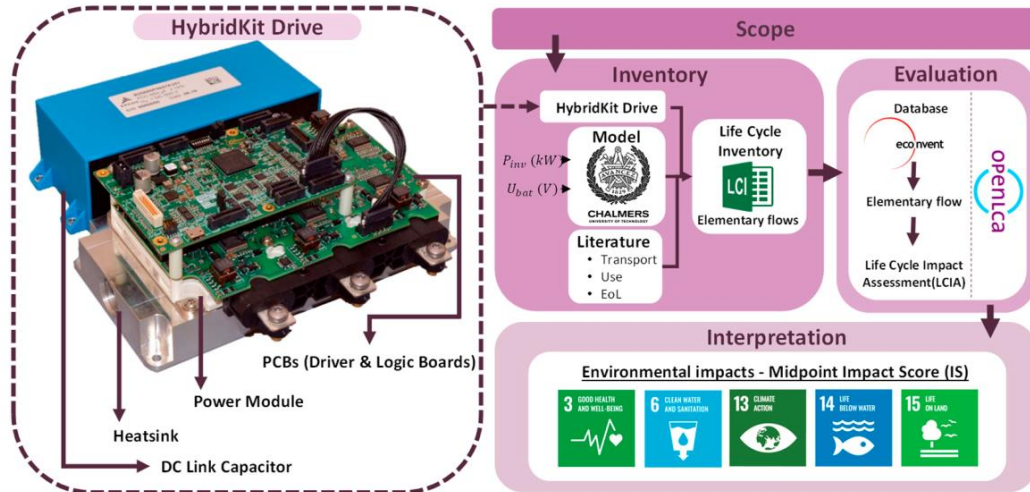 HybridKit Drive
PCBs (Driver & Logic Boards)
Power Module
Heatsink
DC Link Capacitor
Scope
Inventory
HybridKit Drive
Model
P_inv (kW)
U_bat (V)
AVANCEZ
CHALMERS
UNIVERSITY OF TECHNOLOGY
Literature
• Transport
• Use
• EoL
Life Cycle
Inventory
LCI
Elementary flows
Evaluation
Database
econvent
Elementary flow
Life Cycle Impact
Assessment(LCIA)
openLca
Interpretation
Environmental impacts - Midpoint Impact Score (IS)
3 GOOD HEALTH
AND WELL-BEING
6 CLEAN WATER
AND SANITATION
13 CLIMATE
ACTION
14 LIFE
BELOW WATER
15 LIFE
ON LAND